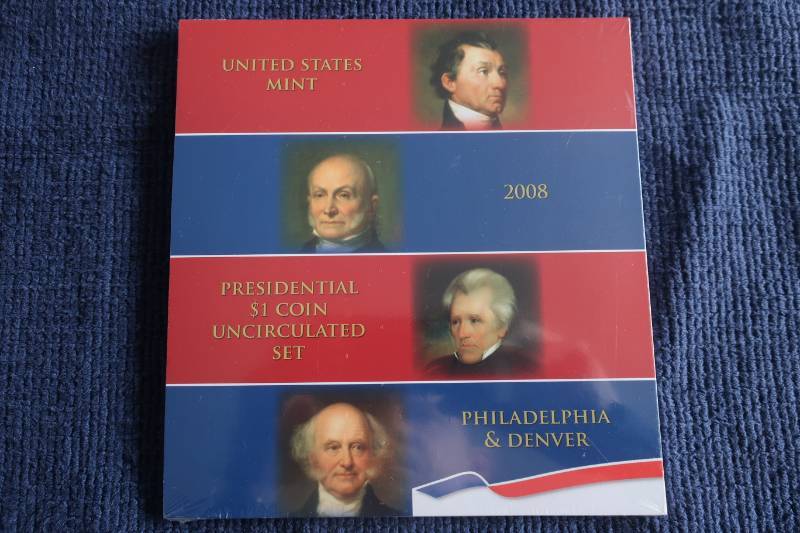 UNITED STATES
MINT
2008
PRESIDENTIAL
$1 COIN
UNCIRCULATED
SET
PHILADELPHIA
& DENVER